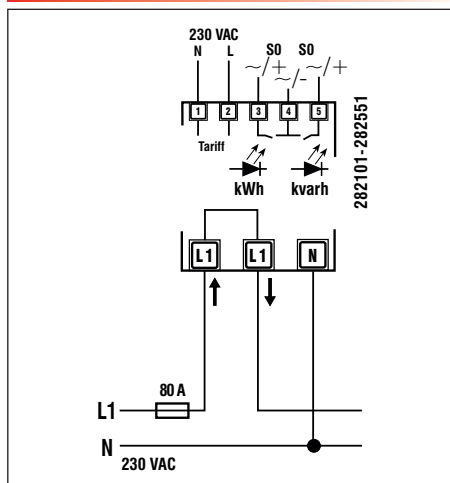 230 VAC
N L S0 S0
~/+ ~/- ~/+
1 2 3 4 5
Tariff
kWh kvarh
282101-282551
L1 L1 N
80 A
L1
N
230 VAC